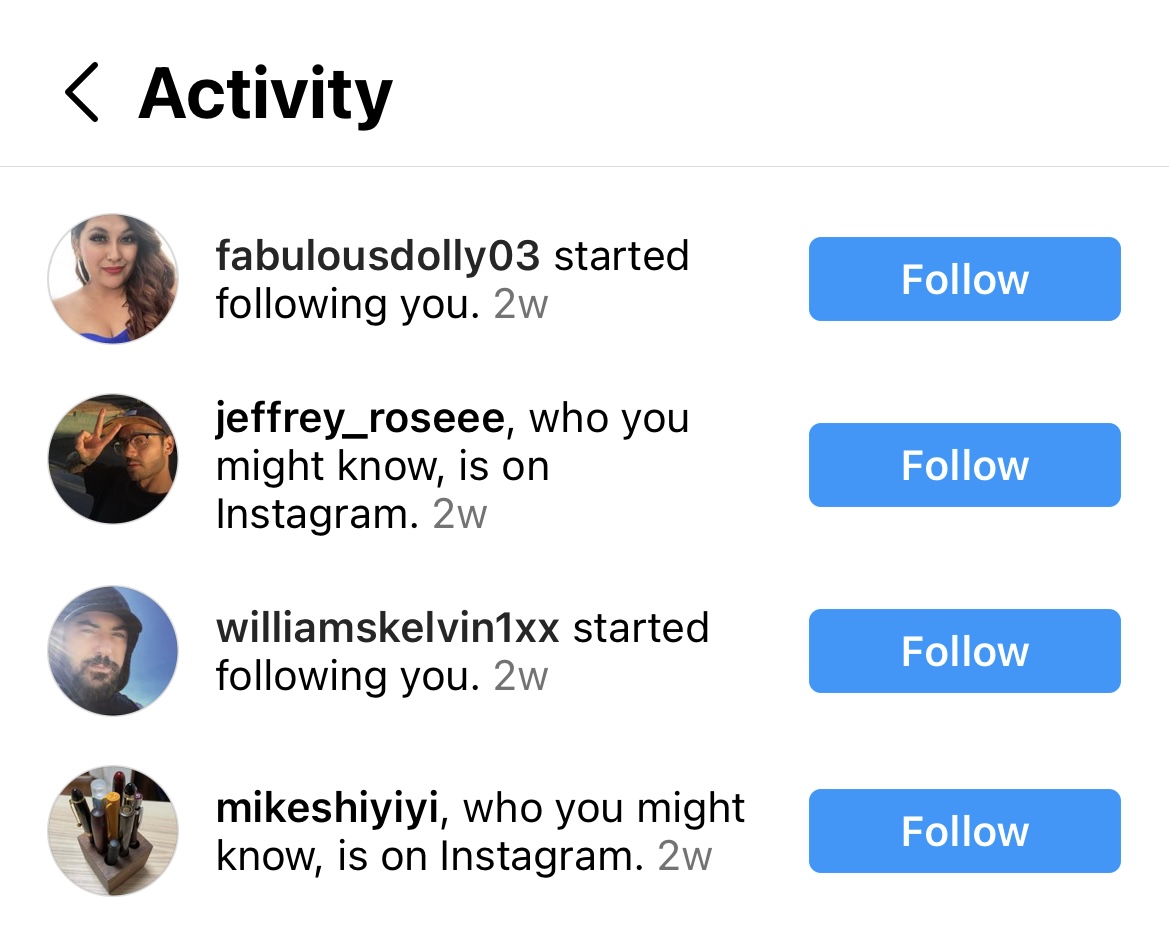 Activity
fabulousdolly03 started
following you. 2w
Follow
jeffrey_roseee, who you
might know, is on
Instagram. 2w
Follow
williamskelvin1xx started
following you. 2w
Follow
mikeshiyiyi, who you might
know, is on Instagram. 2w
Follow